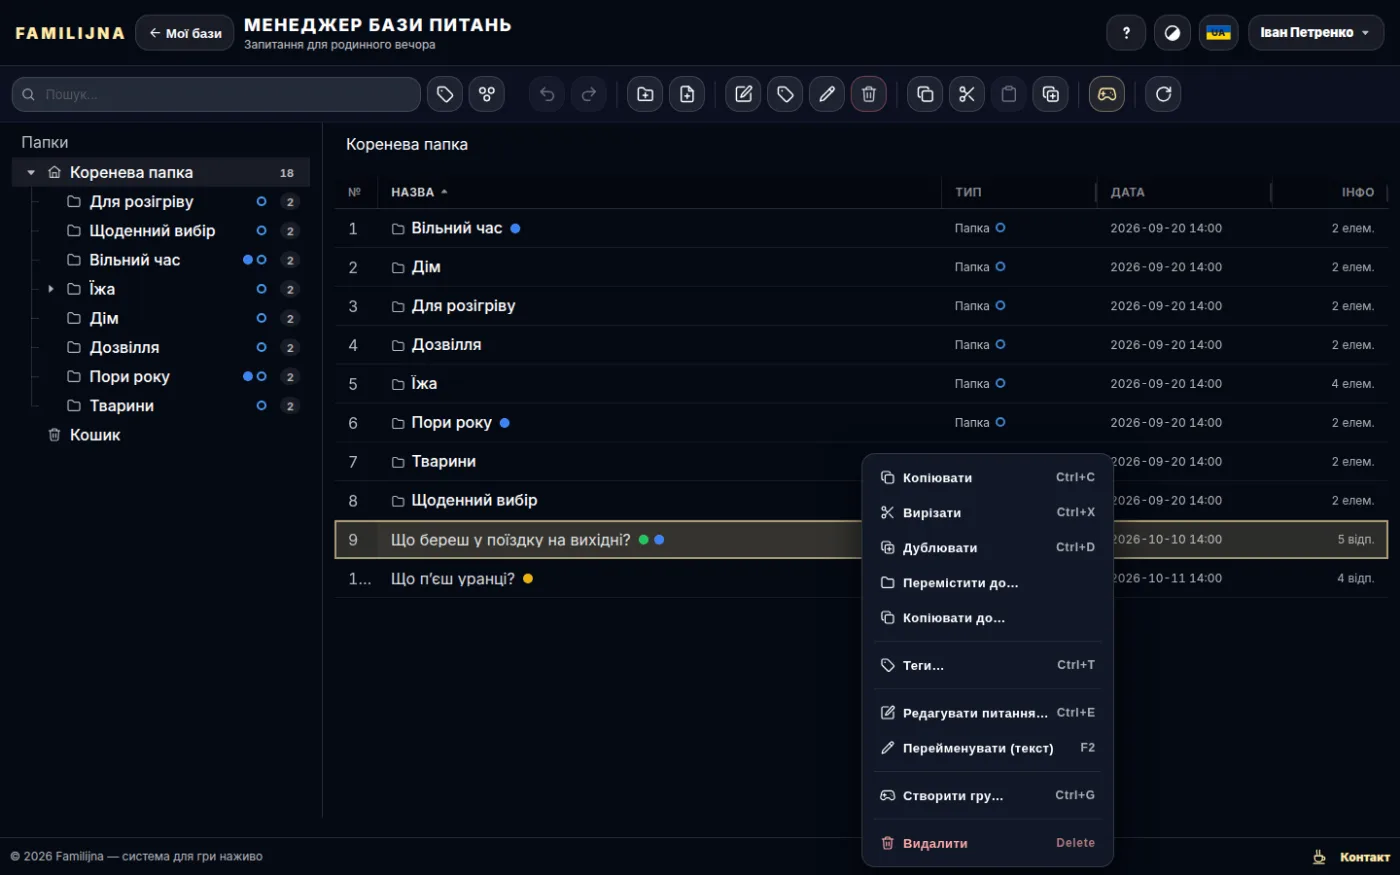 FAMILIJNA
← Мої бази
МЕНЕДЖЕР БАЗИ ПИТАНЬ
Запитання для родинного вечора
?
UA
Іван Петренко
Пошук...
Папки
Коренева папка 18
Для розігріву 2
Щоденний вибір 2
Вільний час 2
Їжа 2
Дім 2
Дозвілля 2
Пори року 2
Тварини 2
Кошик
Коренева папка
№ НАЗВА ТИП ДАТА ІНФО
1 Вільний час Папка 2026-09-20 14:00 2 елем.
2 Дім Папка 2026-09-20 14:00 2 елем.
3 Для розігріву Папка 2026-09-20 14:00 2 елем.
4 Дозвілля Папка 2026-09-20 14:00 2 елем.
5 Їжа Папка 2026-09-20 14:00 4 елем.
6 Пори року Папка 2026-09-20 14:00 2 елем.
7 Тварини 2026-09-20 14:00 2 елем.
8 Щоденний вибір 2026-09-20 14:00 2 елем.
9 Що береш у поїздку на вихідні? 2026-10-10 14:00 5 відп.
1... Що п'єш уранці? 2026-10-11 14:00 4 відп.
Копіювати Ctrl+C
Вирізати Ctrl+X
Дублювати Ctrl+D
Перемістити до...
Копіювати до...
Теги... Ctrl+T
Редагувати питання... Ctrl+E
Перейменувати (текст) F2
Створити гру... Ctrl+G
Видалити Delete
© 2026 Familijna — система для гри наживо
Контакт